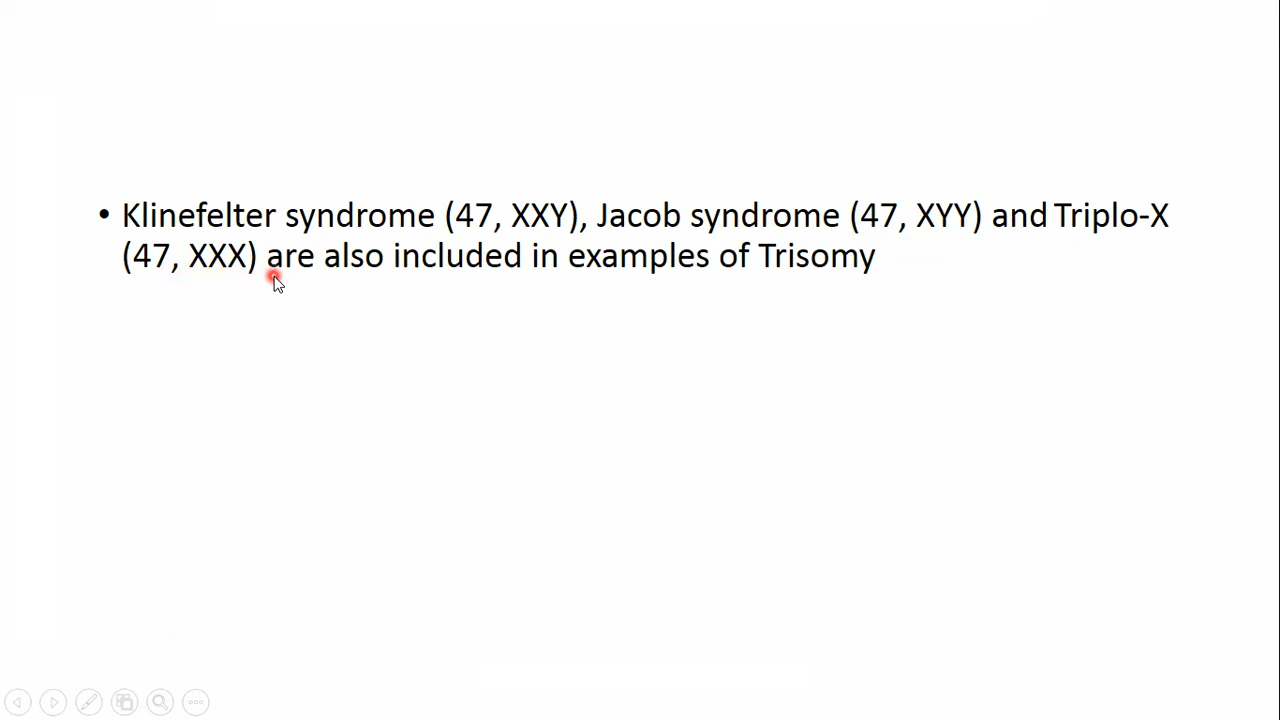 • Klinefelter syndrome (47, XXY), Jacob syndrome (47, XYY) and Triplo-X
(47, XXX) are also included in examples of Trisomy